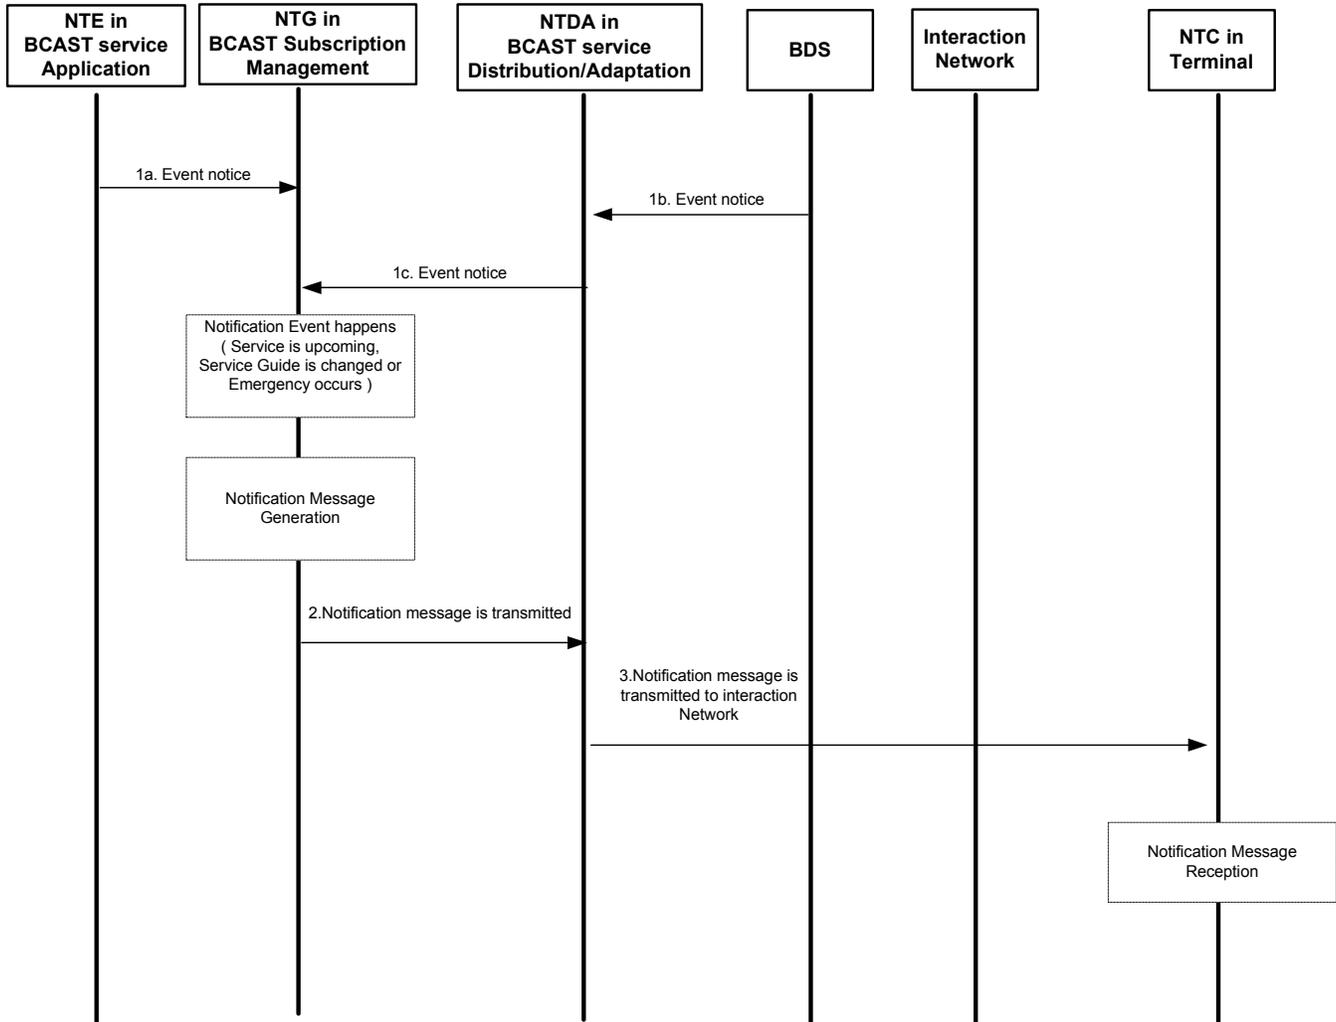 NTE in
BCAST service
Application
NTG in
BCAST Subscription
Management
NTDA in
BCAST service
Distribution/Adaptation
BDS
Interaction
Network
NTC in
Terminal
1a. Event notice
1b. Event notice
1c. Event notice
Notification Event happens
( Service is upcoming,
Service Guide is changed or
Emergency occurs )
Notification Message
Generation
2.Notification message is transmitted
3.Notification message is
transmitted to interaction
Network
Notification Message
Reception